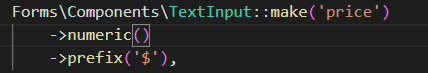 Forms\Components\TextInput::make('price')
->numeric()
->prefix('$'),